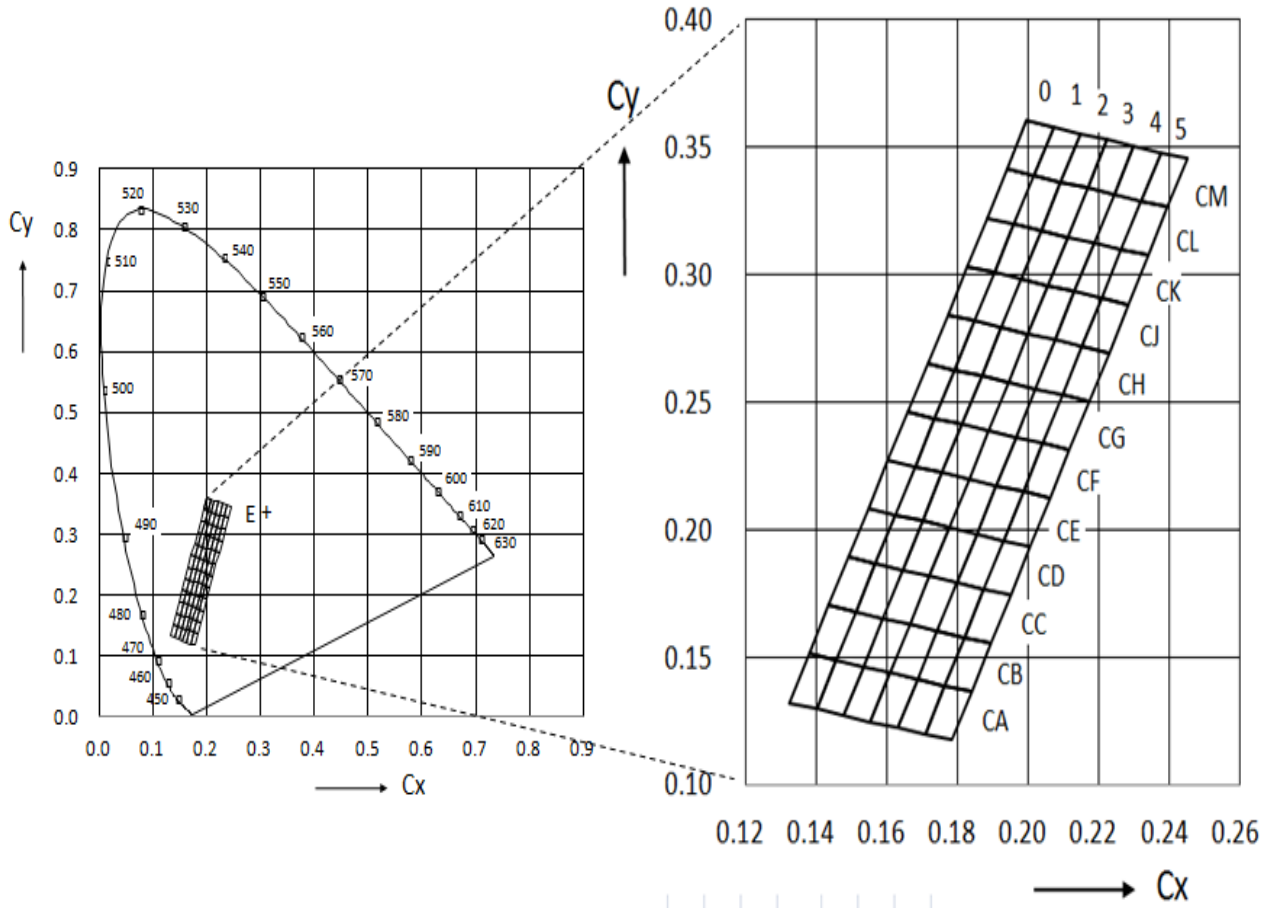 0.9
0.8
0.7
0.6
0.5
0.4
0.3
0.2
0.1
0.0
Cy
520
530
540
510
550
560
570
500
580
590
600
610
620
630
490
480
470
460
450
E +
0.0 0.1 0.2 0.3 0.4 0.5 0.6 0.7 0.8 0.9
Cx
0.40
Cy
0.35
0.30
0.25
0.20
0.15
0.10
0 1 2 3 4 5
CM
CL
CK
CJ
CH
CG
CF
CE
CD
CC
CB
CA
0.12 0.14 0.16 0.18 0.20 0.22 0.24 0.26
Cx